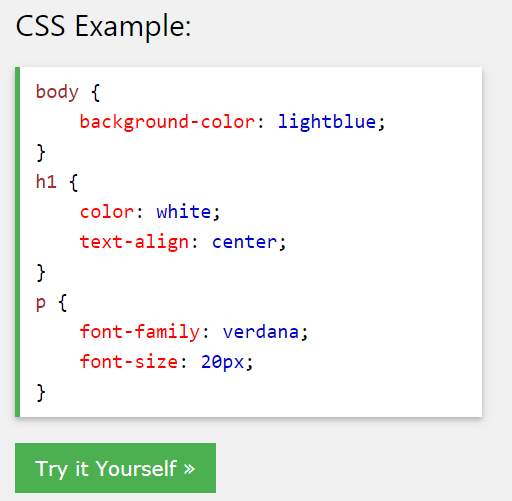 CSS Example:
body {
    background-color: lightblue;
}
h1 {
    color: white;
    text-align: center;
}
p {
    font-family: verdana;
    font-size: 20px;
}
Try it Yourself »